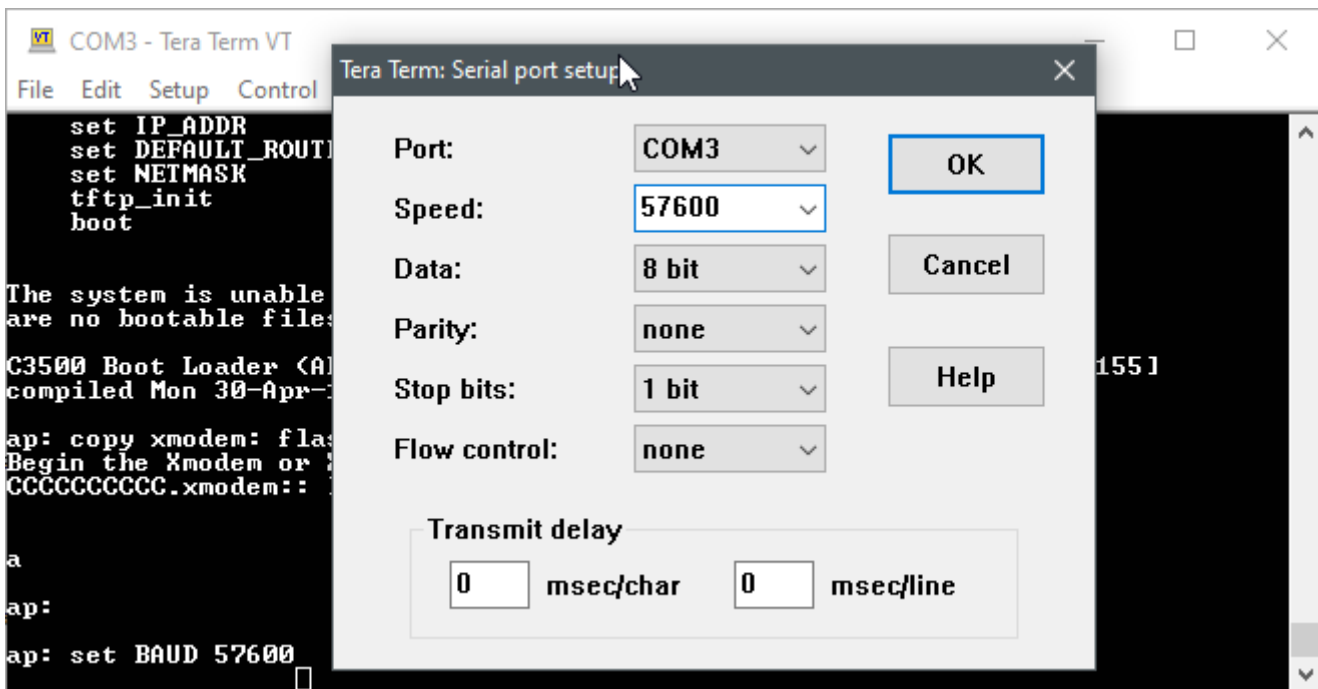 COM3 - Tera Term VT
File Edit Setup Control
set IP_ADDR
set
set NETMASK
tftp_init
boot
The system is unable
are no bootable files
C3500 Boot Loader
155]
compiled Mon 30-Apr-
ap: copy xmodem:
Begin the Xmodem or
CCCCCCCCCC.xmodem::
a
ap:
ap: set BAUD 57600
Tera Term: Serial port setup
Port: COM3
Speed: 57600
Data: 8 bit
Parity: none
Stop bits: 1 bit
Flow control: none
OK
Cancel
Help
Transmit delay
0 msec/char 0 msec/line